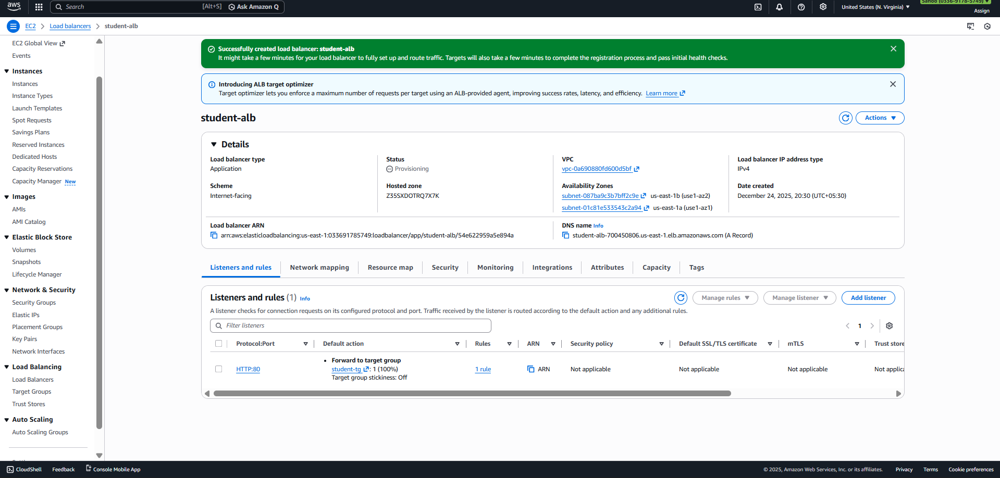 aws
Search [Alt+S] Ask Amazon Q
United States (N. Virginia)
Sahoo (0336-9178-5749)
Assign
EC2 > Load balancers > student-alb
EC2 Global View
Events
Instances
Instances
Instance Types
Launch Templates
Spot Requests
Savings Plans
Reserved Instances
Dedicated Hosts
Capacity Reservations
Capacity Manager New
Images
AMIs
AMI Catalog
Elastic Block Store
Volumes
Snapshots
Lifecycle Manager
Network & Security
Security Groups
Elastic IPs
Placement Groups
Key Pairs
Network Interfaces
Load Balancing
Load Balancers
Target Groups
Trust Stores
Auto Scaling
Auto Scaling Groups
Successfully created load balancer: student-alb
It might take a few minutes for your load balancer to fully set up and route traffic. Targets will also take a few minutes to complete the registration process and pass initial health checks.
Introducing ALB target optimizer
Target optimizer lets you enforce a maximum number of requests per target using an ALB-provided agent, improving success rates, latency, and efficiency. Learn more
student-alb
Actions
Details
Load balancer type
Application
Status
Provisioning
VPC
vpc-0a690880fd600d5bf
Load balancer IP address type
IPv4
Scheme
Internet-facing
Hosted zone
Z35SXDOTRQ7X7K
Availability Zones
subnet-087ba9c3b7bff2c9e us-east-1b (use1-az2)
subnet-01c81e533543c2a94 us-east-1a (use1-az1)
Date created
December 24, 2025, 20:30 (UTC+05:30)
Load balancer ARN
arn:aws:elasticloadbalancing:us-east-1:033691785749:loadbalancer/app/student-alb/54e622959a5e894a
DNS name Info
student-alb-700450806.us-east-1.elb.amazonaws.com (A Record)
Listeners and rules Network mapping Resource map Security Monitoring Integrations Attributes Capacity Tags
Listeners and rules (1) Info
Manage rules Manage listener Add listener
A listener checks for connection requests on its configured protocol and port. Traffic received by the listener is routed according to the default action and any additional rules.
Filter listeners
1
Protocol:Port Default action Rules ARN Security policy Default SSL/TLS certificate mTLS Trust store
• Forward to target group
HTTP:80 student-tg : 1 (100%) 1 rule ARN Not applicable Not applicable Not applicable Not applica
Target group stickiness: Off
CloudShell Feedback Console Mobile App
© 2025, Amazon Web Services, Inc. or its affiliates. Privacy Terms Cookie preferences